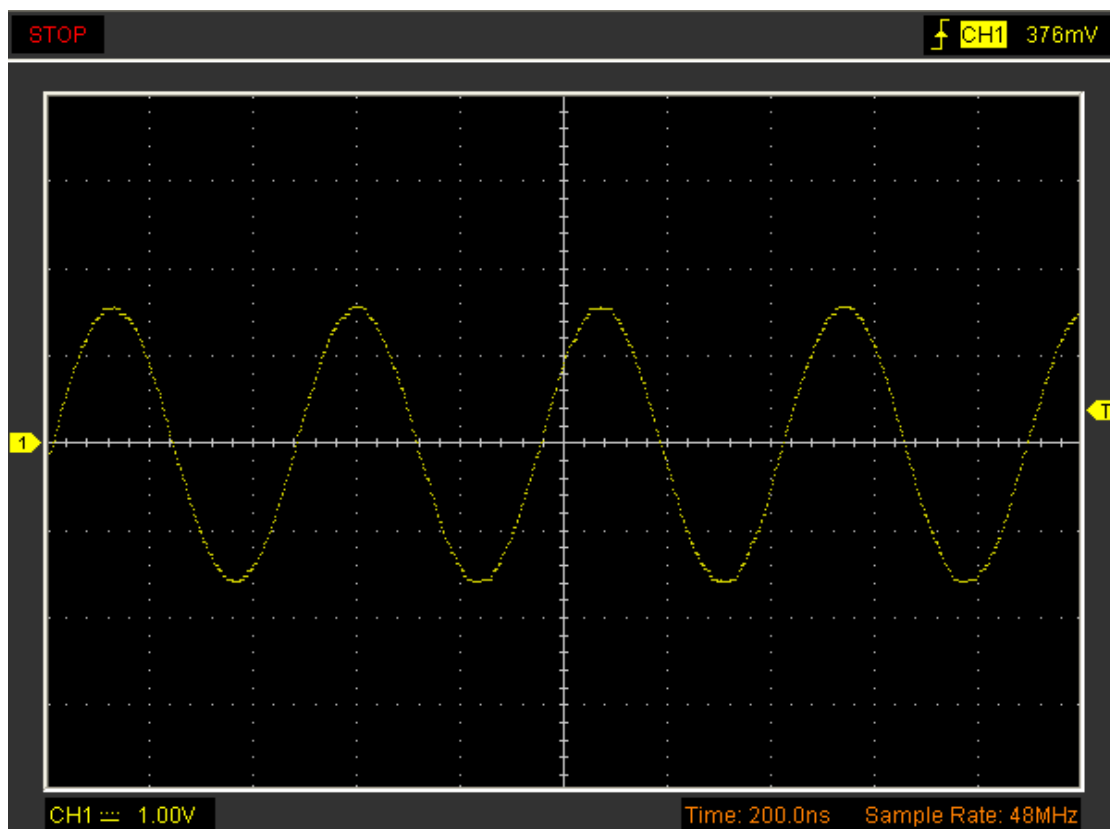 STOP
CH1 376mV
1
T
CH1 1.00V
Time: 200.0ns Sample Rate: 48MHz